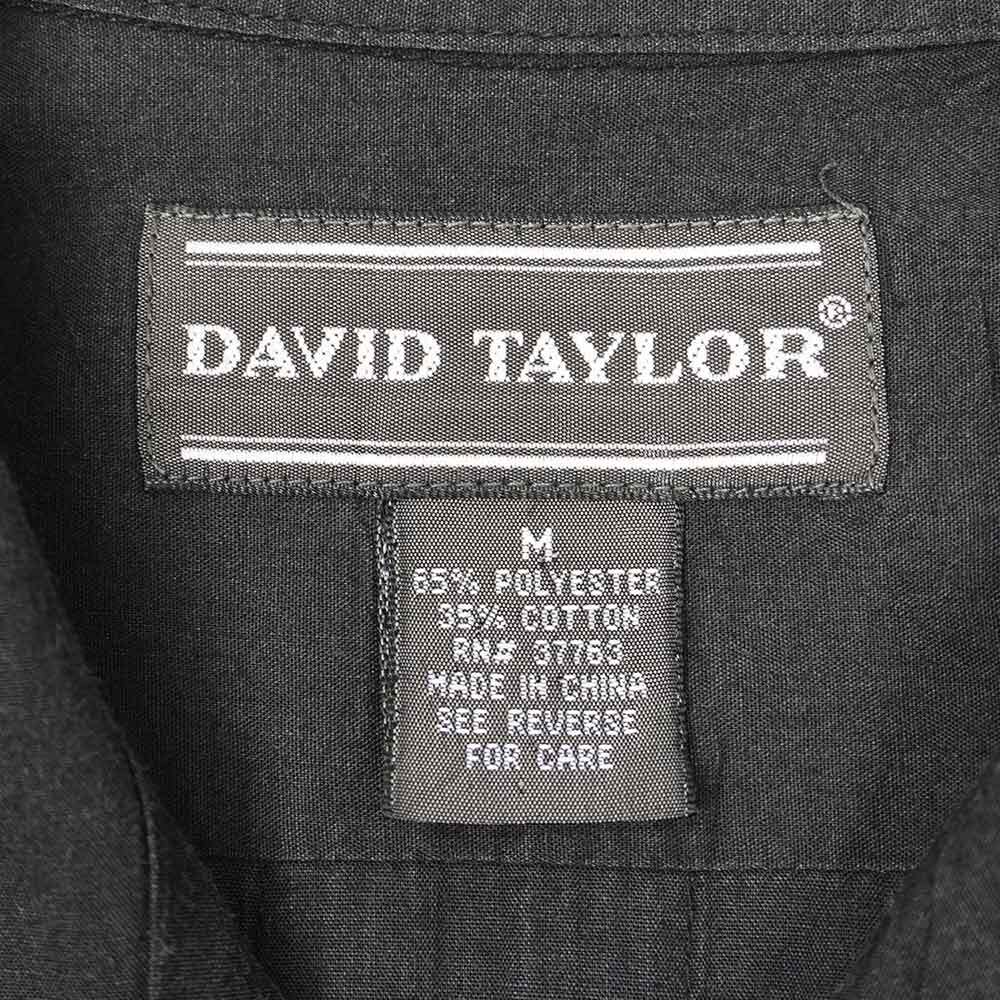 DAVID TAYLOR®
M
65% POLYESTER
35% COTTON
RN# 37763
MADE IN CHINA
SEE REVERSE
FOR CARE